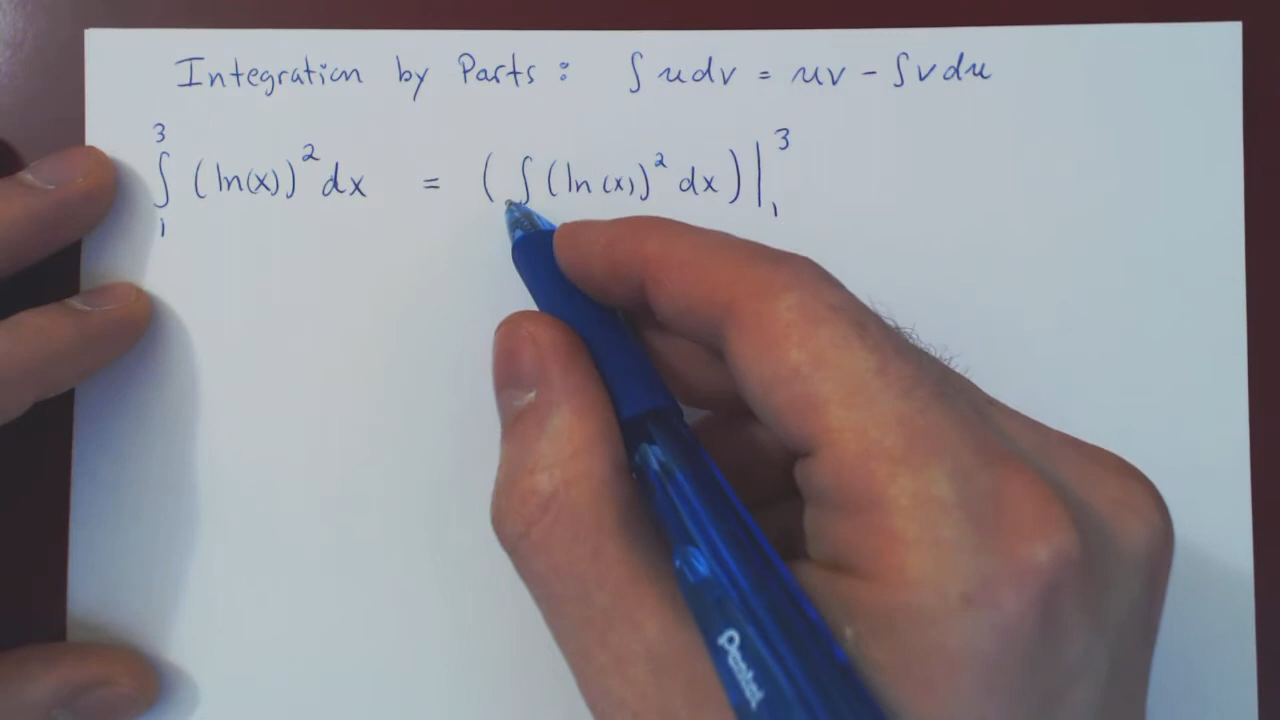 Integration by Parts : ∫ u dv = uv - ∫ v du
∫₁³ (ln(x))² dx = (∫ (ln(x))² dx)|₁³
Pentel